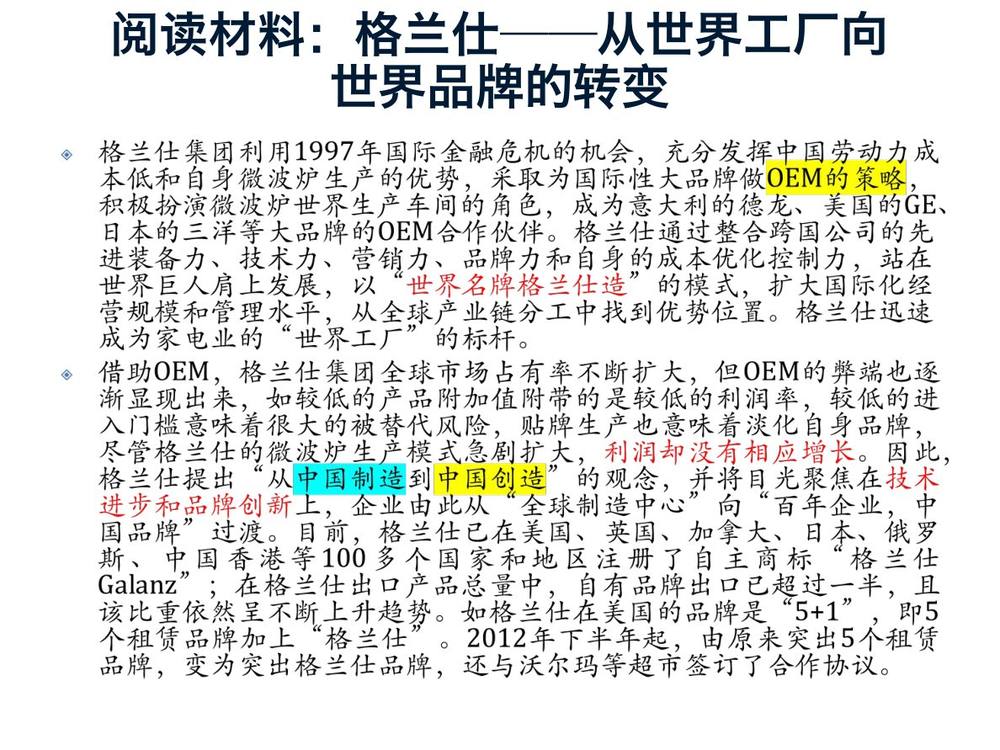 阅读材料：格兰仕——从世界工厂向
世界品牌的转变
格兰仕集团利用1997年国际金融危机的机会，充分发挥中国劳动力成
本低和自身微波炉生产的优势，采取为国际性大品牌做OEM的策略，
积极扮演微波炉世界生产车间的角色，成为意大利的德龙、美国的GE、
日本的三洋等大品牌的OEM合作伙伴。格兰仕通过整合跨国公司的先
进装备力、技术力、营销力、品牌力和自身的成本优化控制力，站在
世界巨人肩上发展，以“世界名牌格兰仕造”的模式，扩大国际化经
营规模和管理水平，从全球产业链分工中找到优势位置。格兰仕迅速
成为家电业的“世界工厂”的标杆。
借助OEM，格兰仕集团全球市场占有率不断扩大，但OEM的弊端也逐
渐显现出来，如较低的产品附加值附带的是较低的利润率，较低的进
入门槛意味着很大的被替代风险，贴牌生产也意味着淡化自身品牌，
尽管格兰仕的微波炉生产模式急剧扩大，利润却没有相应增长。因此，
格兰仕提出“从中国制造到中国创造”的观念，并将目光聚焦在技术
进步和品牌创新上，企业由此从“全球制造中心”向“百年企业，中
国品牌”过渡。目前，格兰仕已在美国、英国、加拿大、日本、俄罗
斯、中国香港等100多个国家和地区注册了自主商标“格兰仕
Galanz”；在格兰仕出口产品总量中，自有品牌出口已超过一半，且
该比重依然呈不断上升趋势。如格兰仕在美国的品牌是“5+1”，即5
个租赁品牌加上“格兰仕”。2012年下半年起，由原来突出5个租赁
品牌，变为突出格兰仕品牌，还与沃尔玛等超市签订了合作协议。